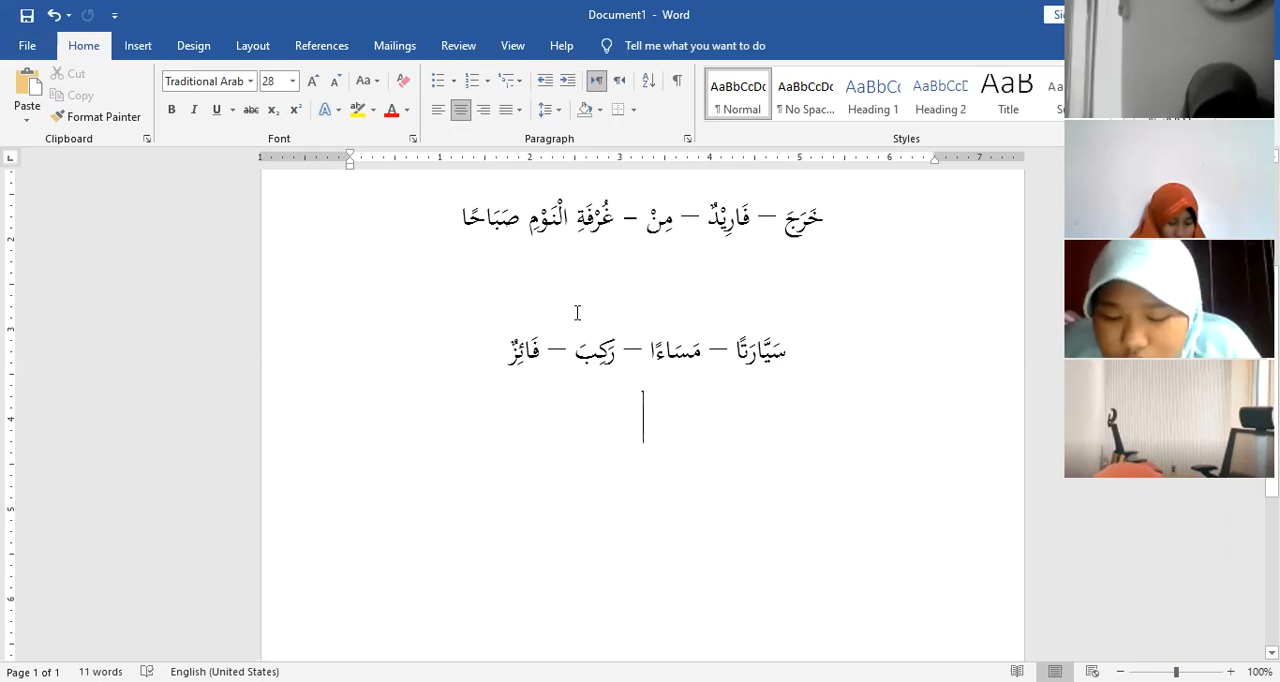 Document1 - Word
File Home Insert Design Layout References Mailings Review View Help Tell me what you want to do
Paste Cut Copy Format Painter
Clipboard
Traditional Arab 28
Font
Paragraph
AaBbCcDc AaBbCcDc AaBbCc AaBbCcD AaB
¶ Normal ¶ No Spac... Heading 1 Heading 2 Title
Styles
خَرَجَ – فَارِيْدٌ – مِنْ – غُرْفَةِ الْنَوْمِ صَبَاحًا
سَيَّارَتًا – مَسَاءًا – رَكِبَ – فَائِزٌ
Page 1 of 1 11 words English (United States) 100%